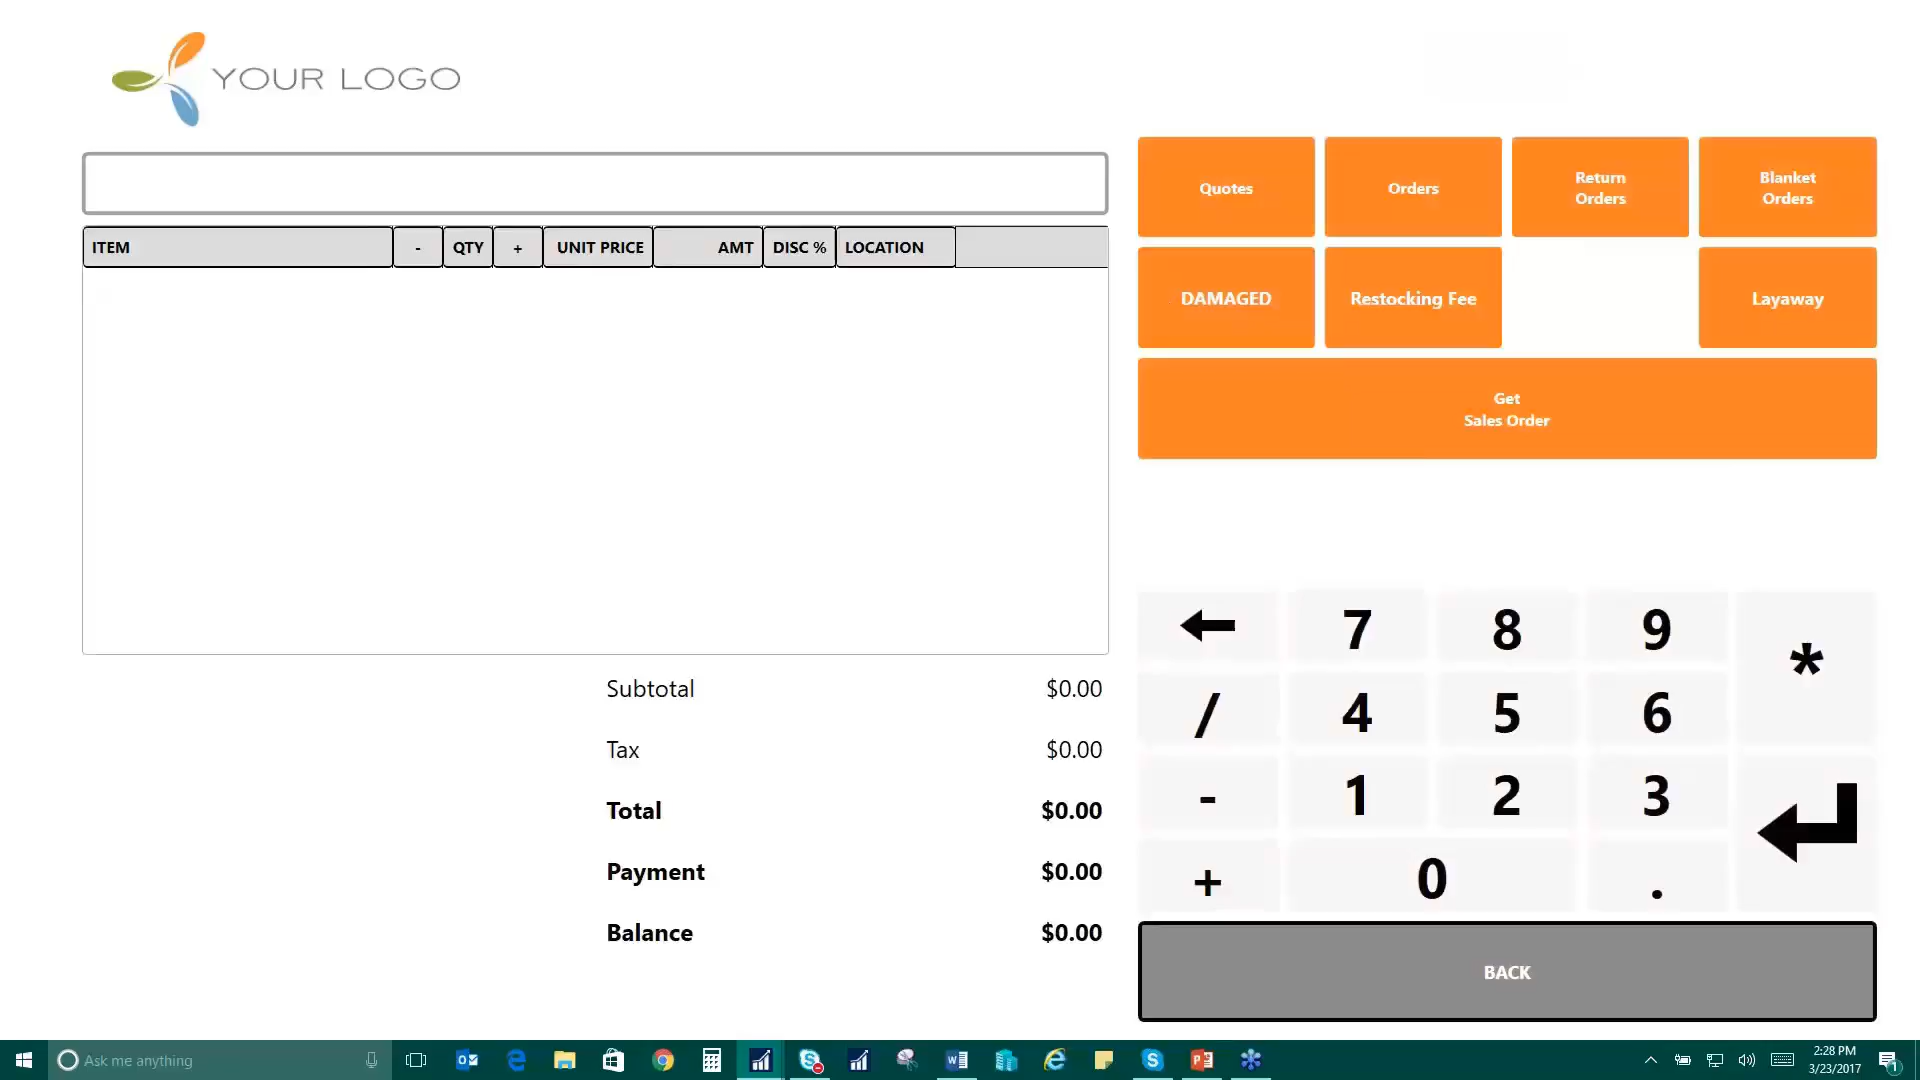 YOUR LOGO
ITEM - QTY + UNIT PRICE AMT DISC % LOCATION
Subtotal $0.00
Tax $0.00
Total $0.00
Payment $0.00
Balance $0.00
Quotes
Orders
Return
Orders
Blanket
Orders
DAMAGED
Restocking Fee
Layaway
Get
Sales Order
7 8 9 *
/ 4 5 6
- 1 2 3
+ 0 .
BACK
Ask me anything
2:28 PM
3/23/2017
1